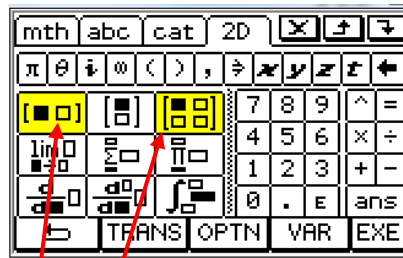 mth abc cat 2D
π θ i ∞ ( ) , ⇒ x y z t ←
[■□] [■ □] [■□ □□] 7 8 9 ^ =
lim □ ■→□ Σ□ Π□ 4 5 6 × ÷
1 2 3 + −
d/d■ □ d□/d■□ □ ∫□ 0 . E ans
TRANS OPTN VAR EXE